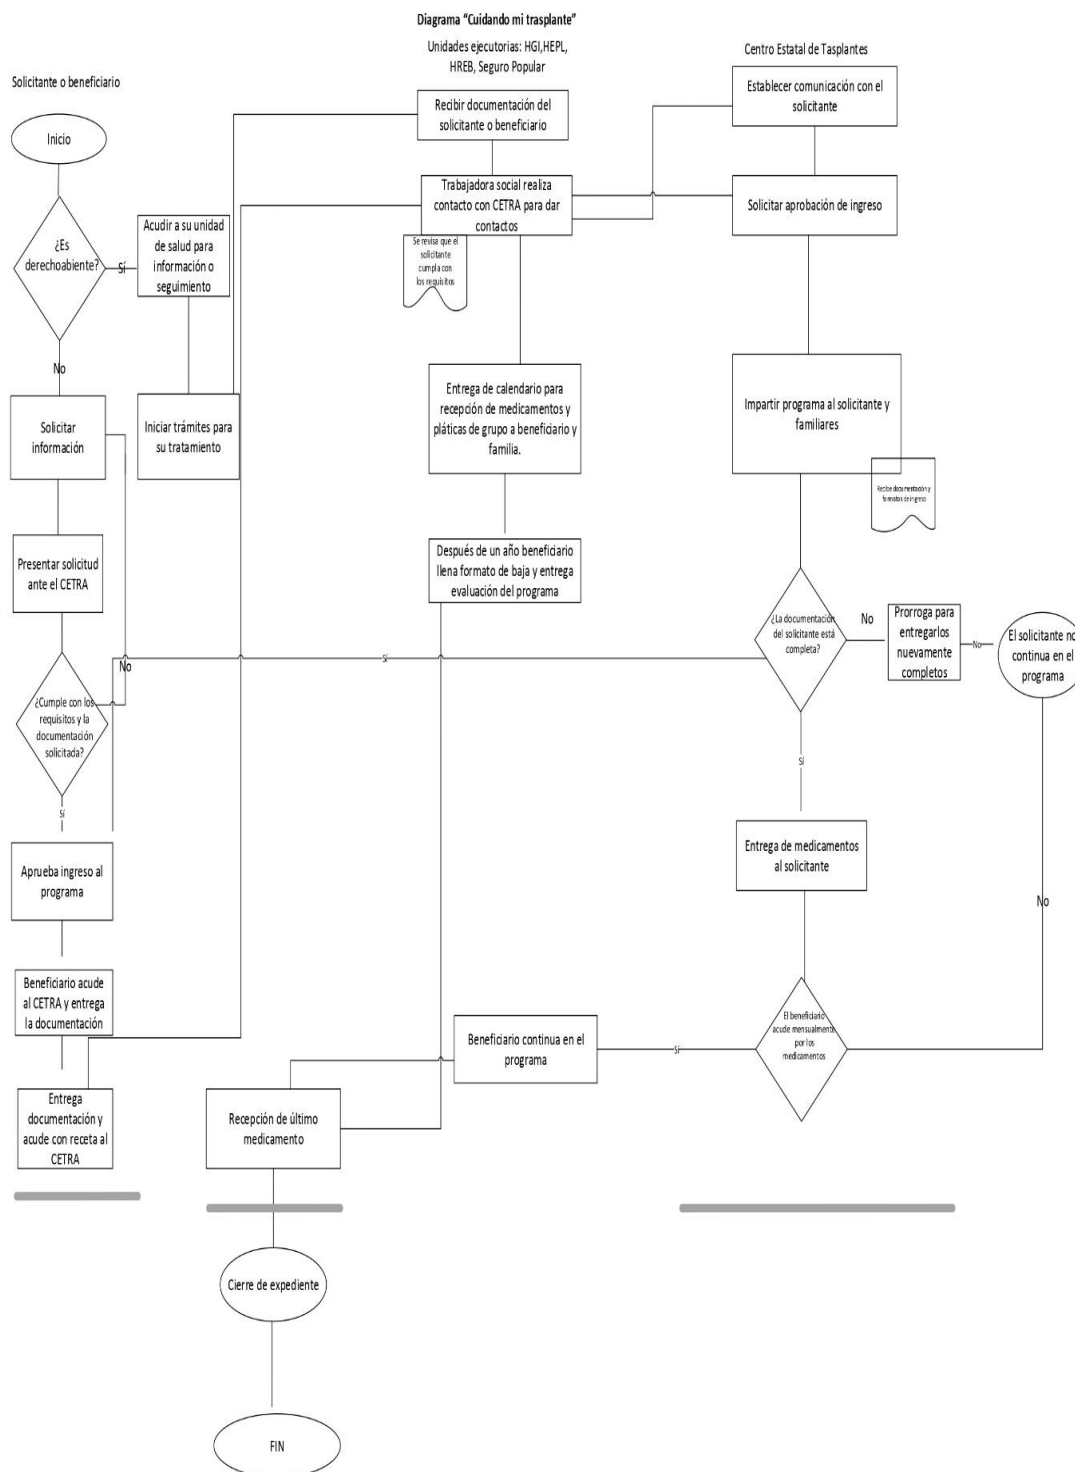 Diagrama “Cuidando mi trasplante”
Unidades ejecutorias: HGI,HEPL,
HREB, Seguro Popular
Centro Estatal de Tasplantes
Solicitante o beneficiario
Inicio
¿Es
derechoabiente?
Sí
No
Acudir a su unidad
de salud para
información o
seguimiento
Iniciar trámites para
su tratamiento
Solicitar
información
Presentar solicitud
ante el CETRA
¿Cumple con los
requisitos y la
documentación
solicitada?
No
Sí
Aprueba ingreso al
programa
Beneficiario acude
al CETRA y entrega
la documentación
Entrega
documentación y
acude con receta al
CETRA
Recibir documentación del
solicitante o beneficiario
Trabajadora social realiza
contacto con CETRA para dar
contactos
Se revisa que el
solicitante
cumpla con
los requisitos
Entrega de calendario para
recepción de medicamentos y
pláticas de grupo a beneficiario y
familia.
Después de un año beneficiario
llena formato de baja y entrega
evaluación del programa
Establecer comunicación con el
solicitante
Solicitar aprobación de ingreso
Impartir programa al solicitante y
familiares
Recibe documentación y
formatos de ingreso
¿La documentación
del solicitante está
completa?
Sí
No
Prorroga para
entregarlos
nuevamente
completos
No
El solicitante no
continua en el
programa
Sí
Entrega de medicamentos
al solicitante
No
El beneficiario
acude mensualmente
por los
medicamentos
Sí
Beneficiario continua en el
programa
Recepción de último
medicamento
Cierre de expediente
FIN